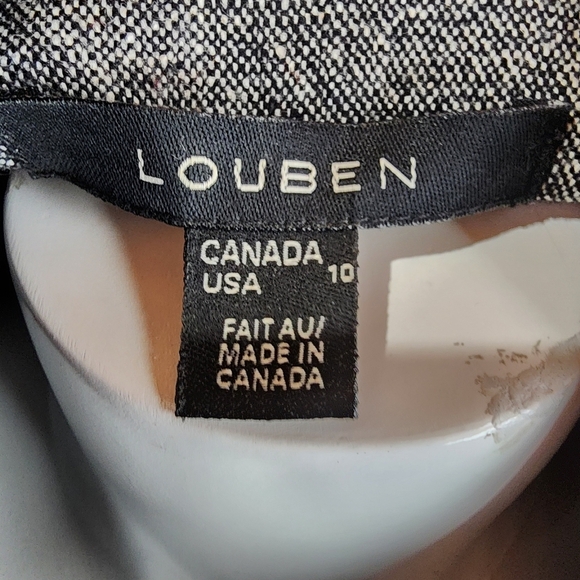 LOUBEN
CANADA
USA 10
FAIT AU/
MADE IN
CANADA